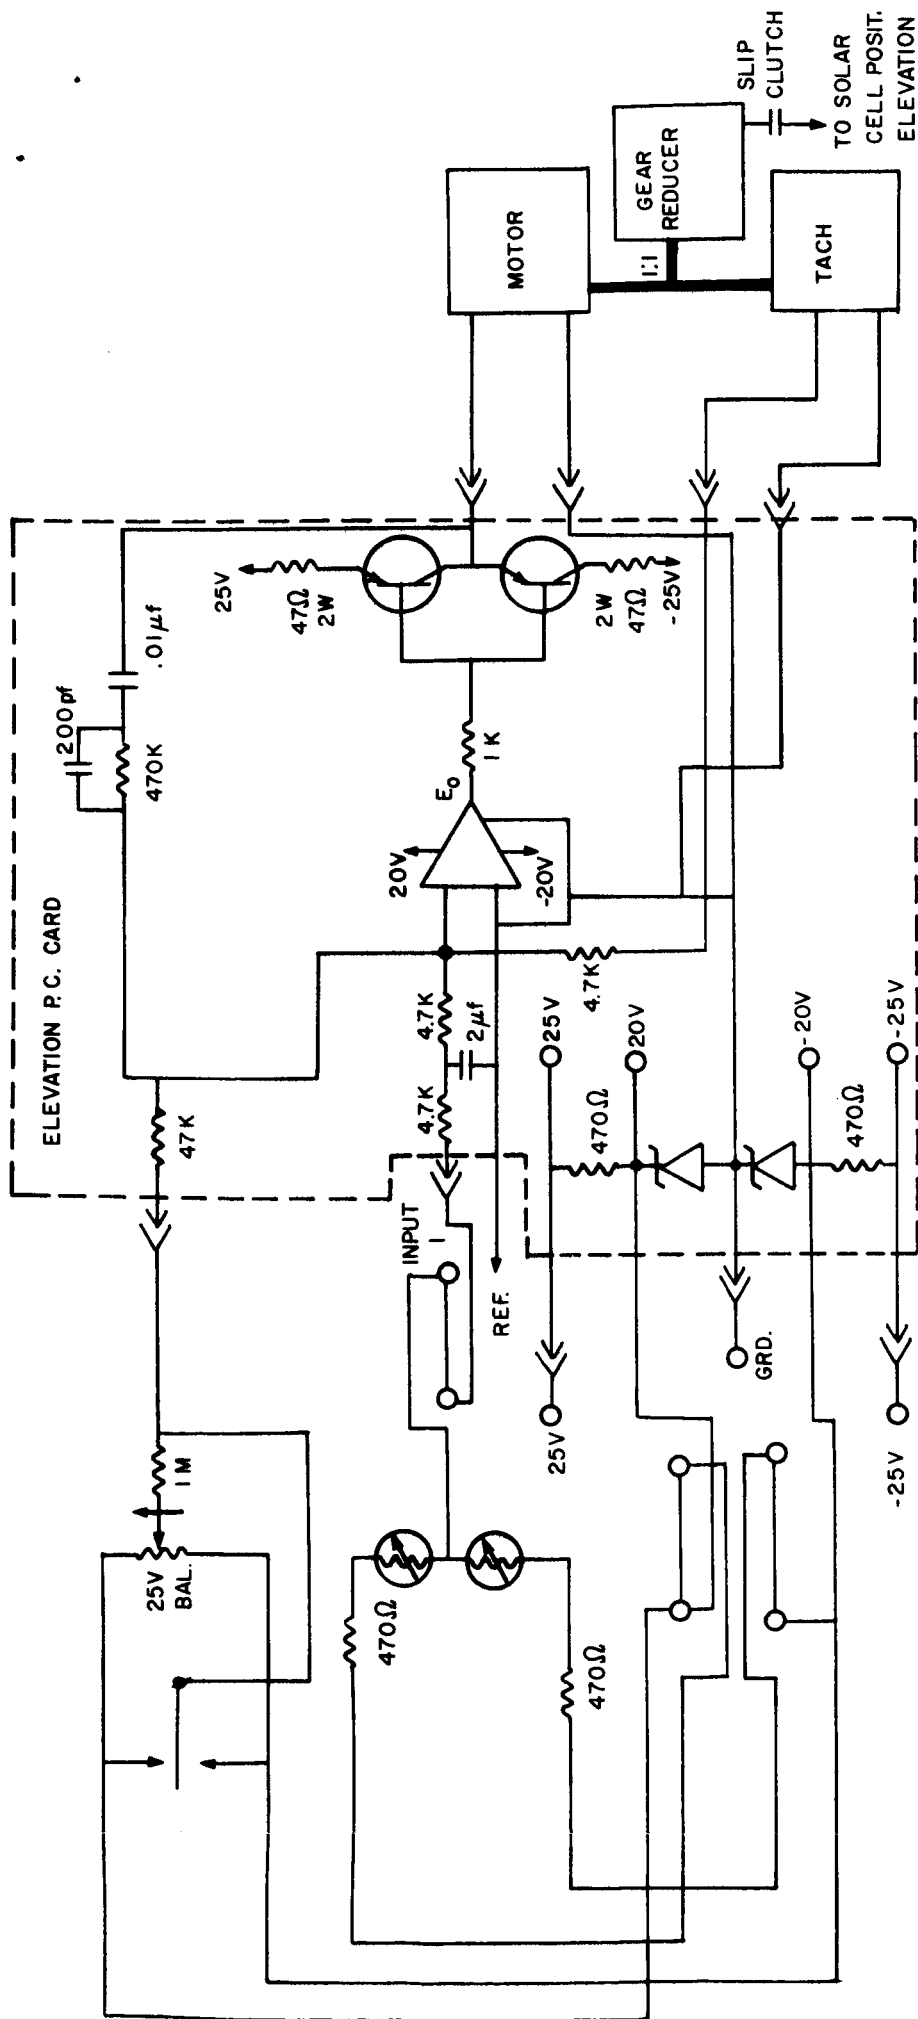 ELEVATION P.C. CARD
200pf
470K
.01µf
25V
47Ω
2W
2W
47Ω
-25V
47K
1M
25V
BAL.
20V
-20V
E₀
1K
4.7K
4.7K
2µf
4.7K
INPUT
1
REF.
470Ω
470Ω
25V
25V
470Ω
20V
GRD.
-20V
470Ω
-25V
-25V
MOTOR
1:1
GEAR
REDUCER
TACH
SLIP
CLUTCH
TO SOLAR
CELL POSIT.
ELEVATION